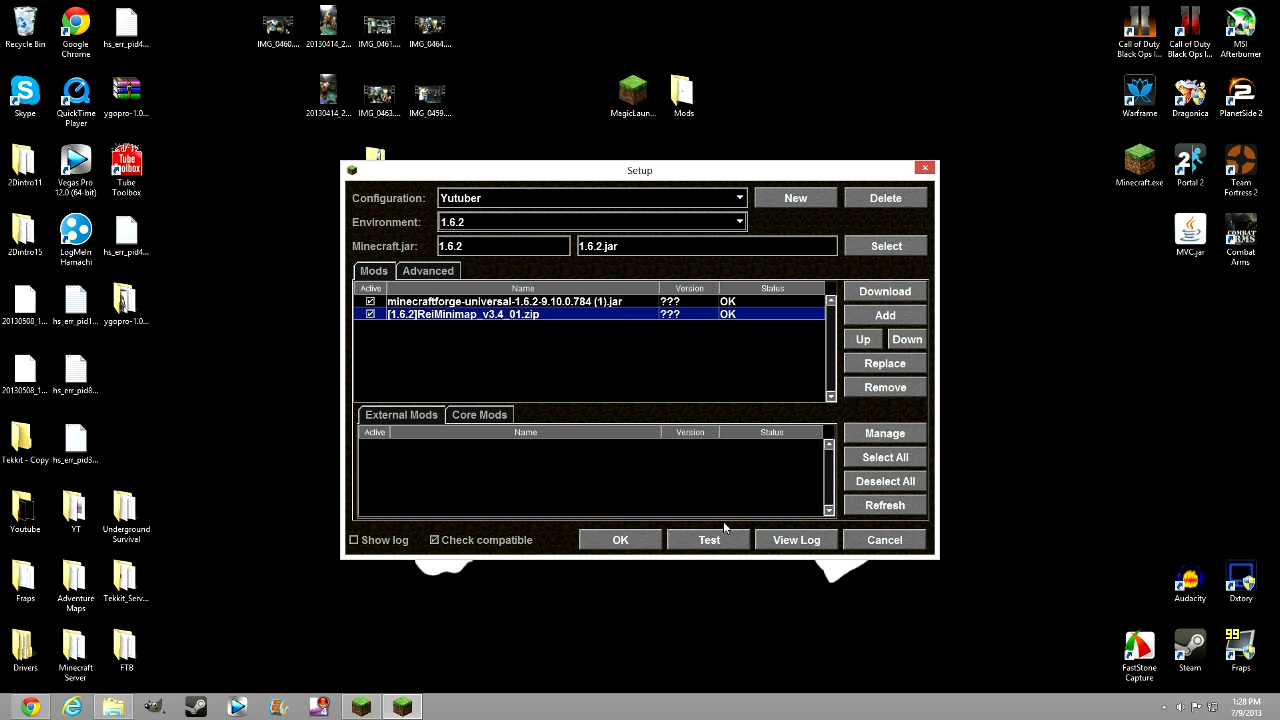 Recycle Bin
Google Chrome
hs_err_pid4...
IMG_0460....
20130414_2...
IMG_0461....
IMG_0464....
Call of Duty Black Ops I...
Call of Duty Black Ops I...
MSI Afterburner
Skype
QuickTime Player
ygopro-1.0...
20130414_2...
IMG_0463....
IMG_0459....
MagicLaun...
Mods
Warframe
Dragonica
PlanetSide 2
2Dintro11
Vegas Pro 12.0 (64-bit)
Tube Toolbox
Minecraft.exe
Portal 2
Team Fortress 2
2Dintro15
LogMeIn Hamachi
hs_err_pid4...
MVC.jar
Combat Arms
20130508_1...
hs_err_pid1...
ygopro-1.0...
20130508_1...
hs_err_pid8...
Tekkit - Copy
hs_err_pid3...
Youtube
YT
Underground Survival
Fraps
Adventure Maps
Tekkit_Serv...
Audacity
Dxtory
Drivers
Minecraft Server
FTB
FastStone Capture
Steam
99
Fraps
Setup
Configuration: Yutuber New Delete
Environment: 1.6.2
Minecraft.jar: 1.6.2 1.6.2.jar Select
Mods Advanced
Active Name Version Status Download
minecraftforge-universal-1.6.2-9.10.0.784 (1).jar ??? OK
[1.6.2]ReiMinimap_v3.4_01.zip ??? OK Add
Up Down
Replace
Remove
External Mods Core Mods
Active Name Version Status Manage
Select All
Deselect All
Refresh
Show log Check compatible OK Test View Log Cancel
1:28 PM
7/9/2013